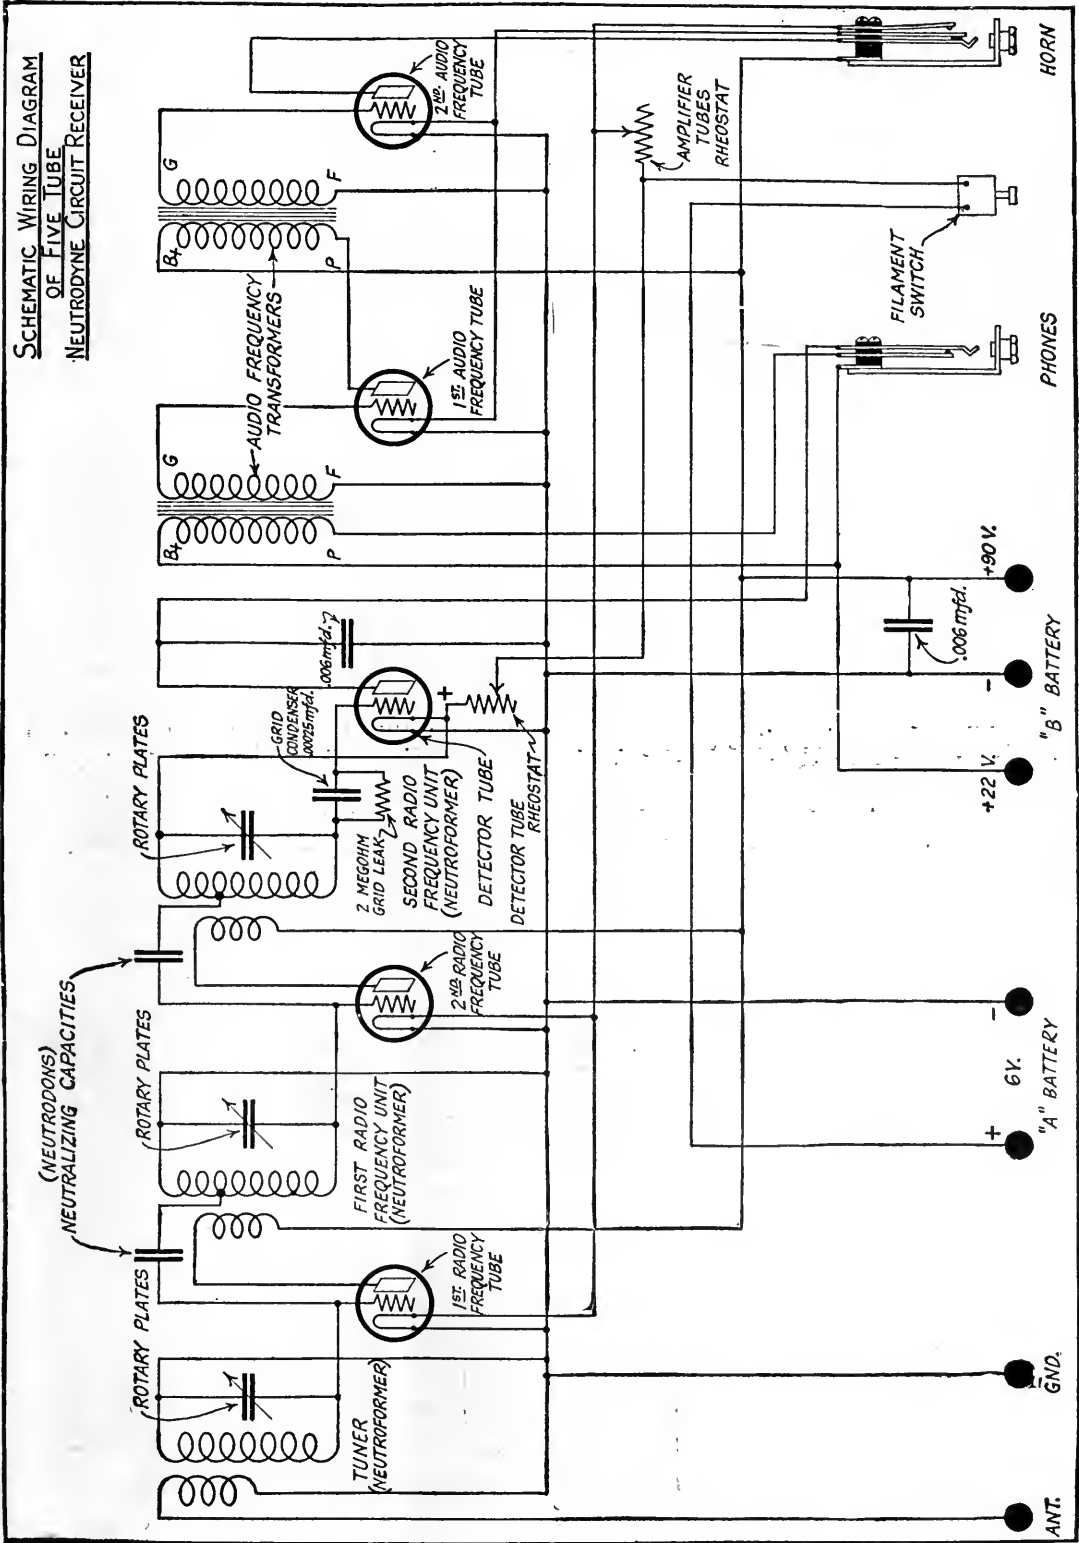 SCHEMATIC WIRING DIAGRAM
OF FIVE TUBE
NEUTRODYNE CIRCUIT RECEIVER
(NEUTRODONS)
NEUTRALIZING CAPACITIES
ROTARY PLATES
ROTARY PLATES
ROTARY PLATES
TUNER
(NEUTROFORMER)
1ST. RADIO
FREQUENCY
TUBE
FIRST RADIO
FREQUENCY UNIT
(NEUTROFORMER)
2ND. RADIO
FREQUENCY
TUBE
2 MEGOHM
GRID LEAK
GRID
CONDENSER
.00025 mfd.
SECOND RADIO
FREQUENCY UNIT
(NEUTROFORMER)
DETECTOR TUBE
DETECTOR TUBE
RHEOSTAT
+
.006 mfd.
B+
G
P
F
AUDIO FREQUENCY
TRANSFORMERS
1ST. AUDIO
FREQUENCY TUBE
B+
G
P
F
2ND. AUDIO
FREQUENCY
TUBE
AMPLIFIER
TUBES
RHEOSTAT
FILAMENT
SWITCH
ANT.
GND.
+
6V.
-
"A" BATTERY
+22 V.
-
+90 V.
"B" BATTERY
.006 mfd.
PHONES
HORN